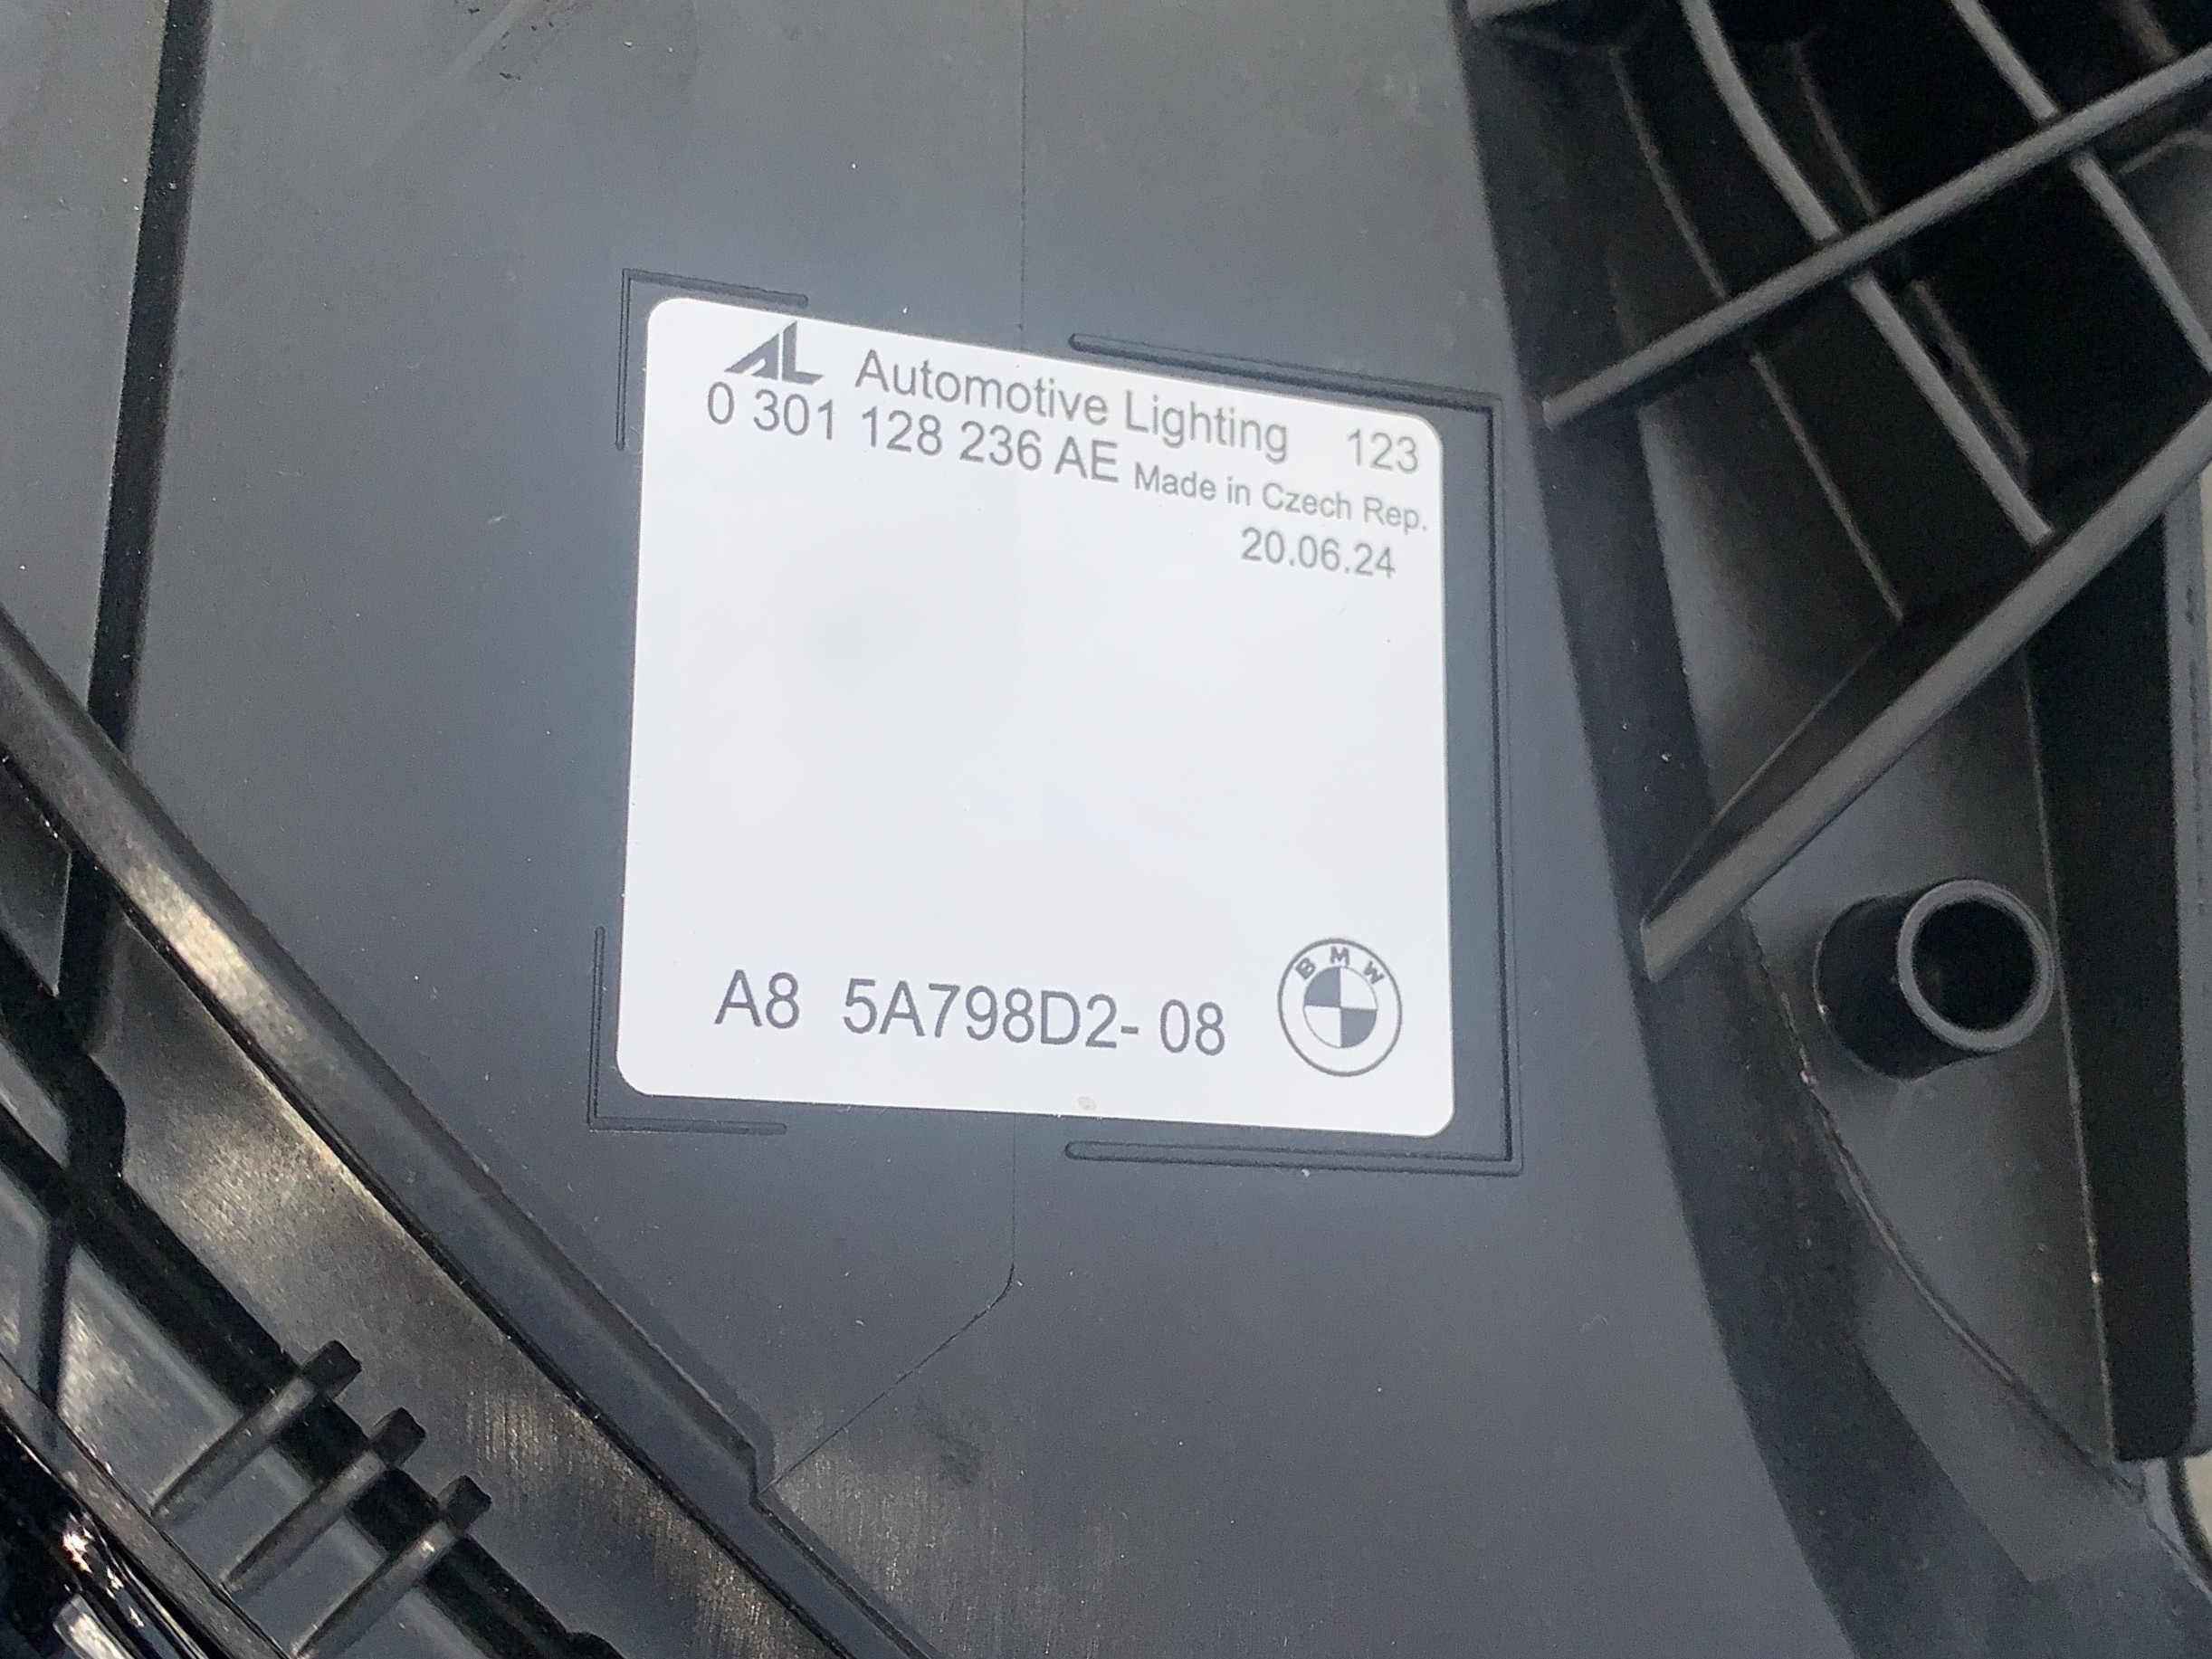 AL Automotive Lighting 123
0 301 128 236 AE Made in Czech Rep.
20.06.24
A8 5A798D2- 08
BMW